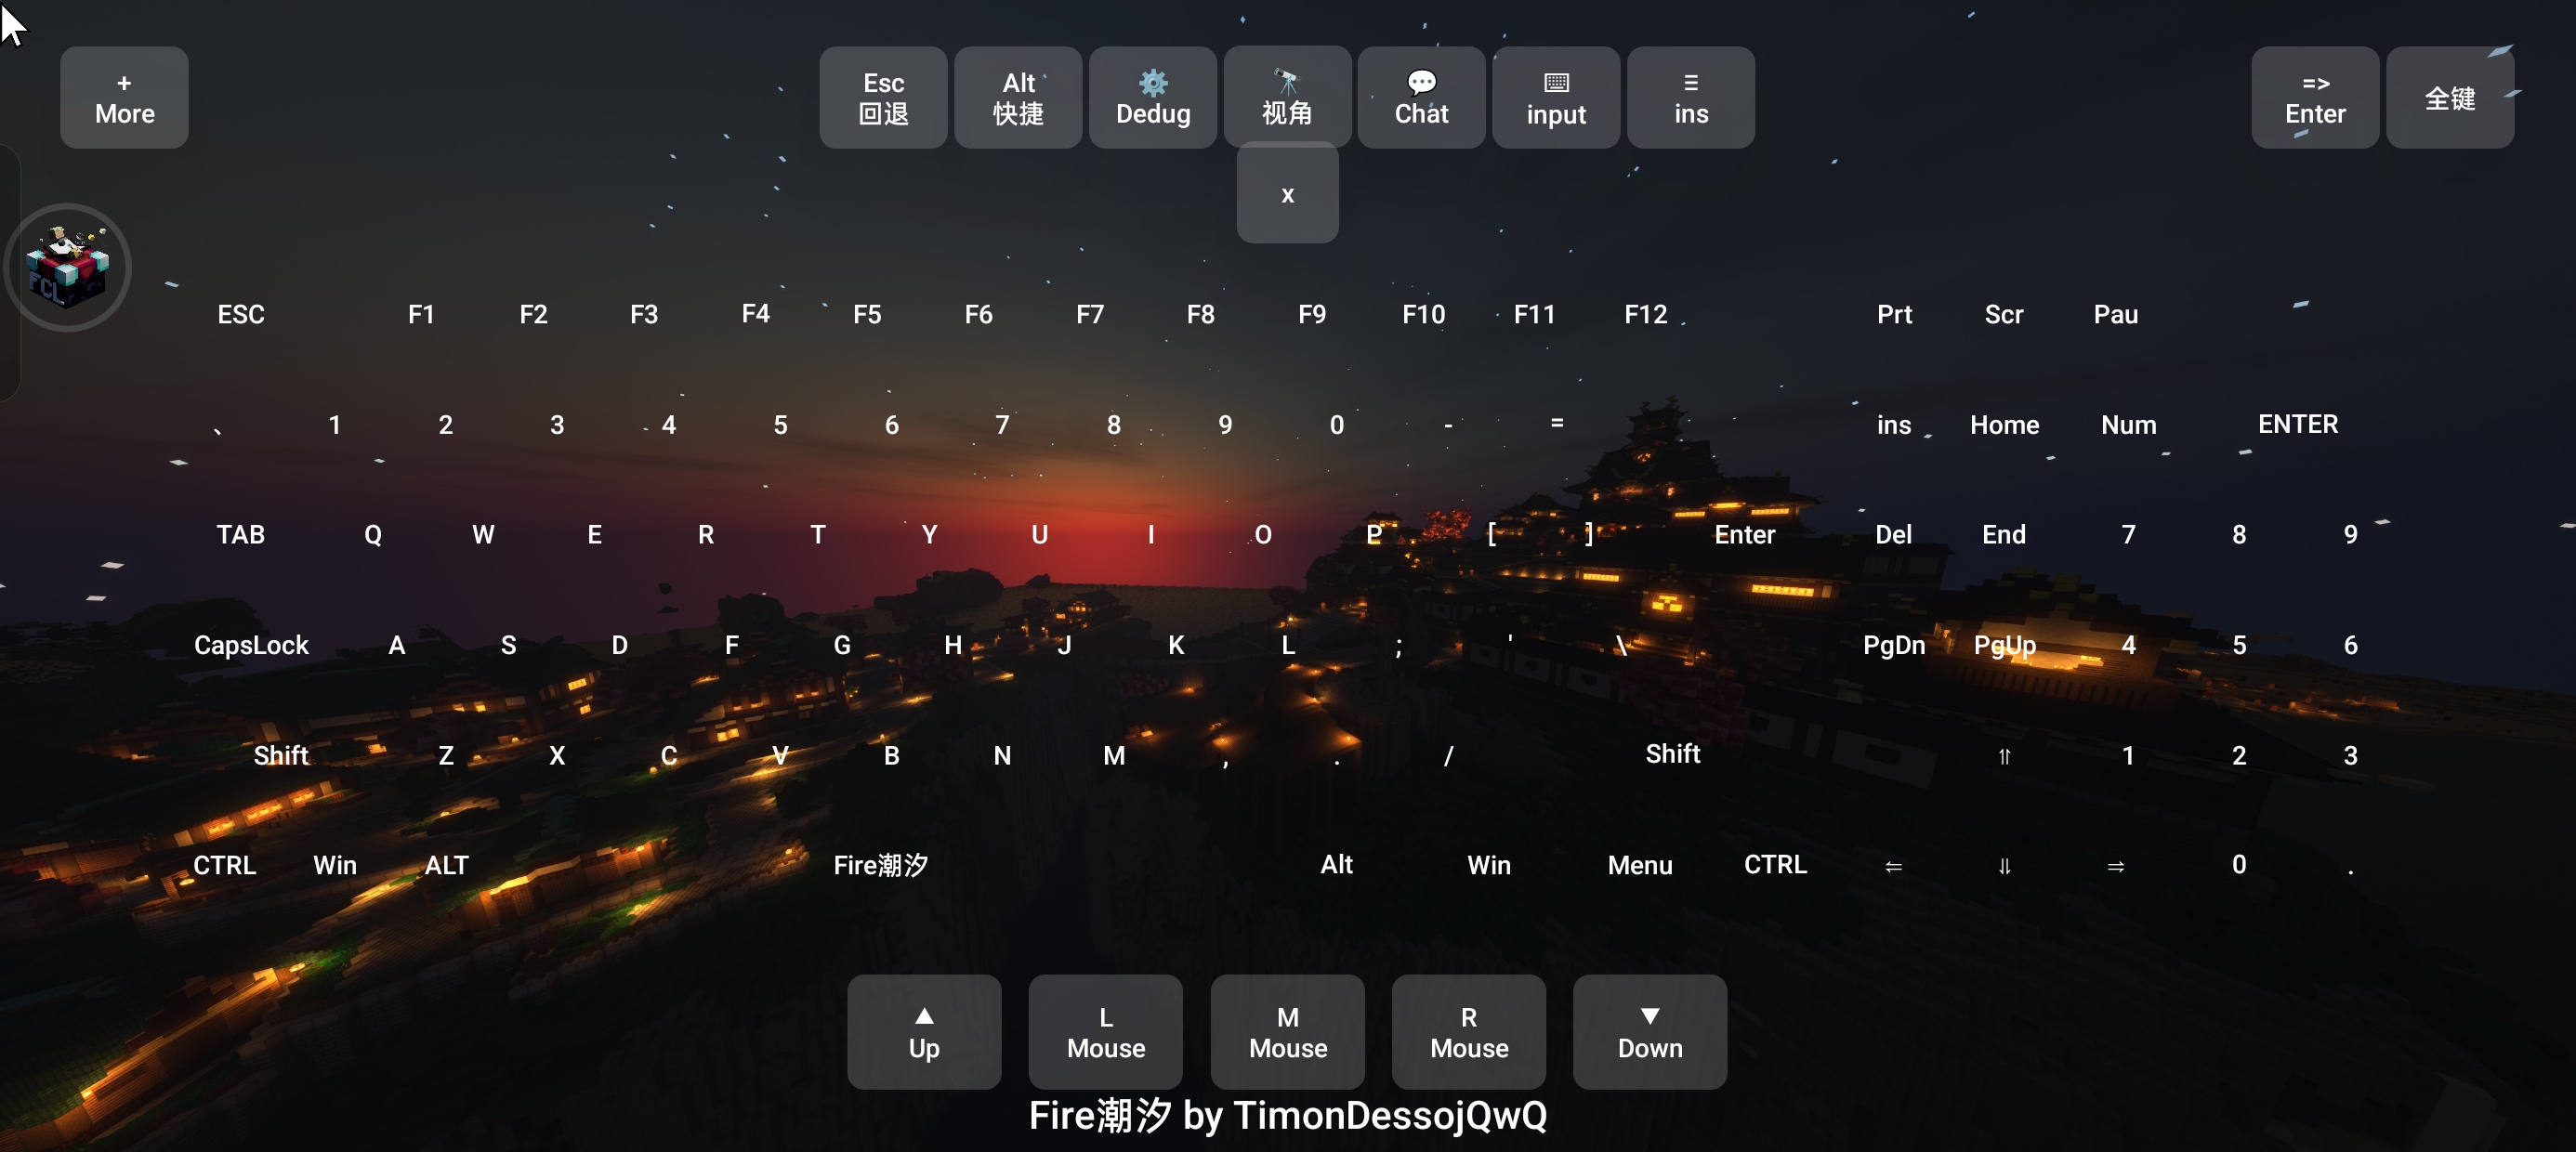 +
More
Esc
回退
Alt
快捷
Dedug
视角
Chat
input
ins
=>
Enter
全键
x
FCL
ESC F1 F2 F3 F4 F5 F6 F7 F8 F9 F10 F11 F12 Prt Scr Pau
、 1 2 3 4 5 6 7 8 9 0 - = ins Home Num ENTER
TAB Q W E R T Y U I O P [ ] Enter Del End 7 8 9
CapsLock A S D F G H J K L ; ' \ PgDn PgUp 4 5 6
Shift Z X C V B N M , . / Shift ⇑ 1 2 3
CTRL Win ALT Fire潮汐 Alt Win Menu CTRL ⇐ ⇓ ⇒ 0 .
▲
Up
L
Mouse
M
Mouse
R
Mouse
▼
Down
Fire潮汐 by TimonDessojQwQ